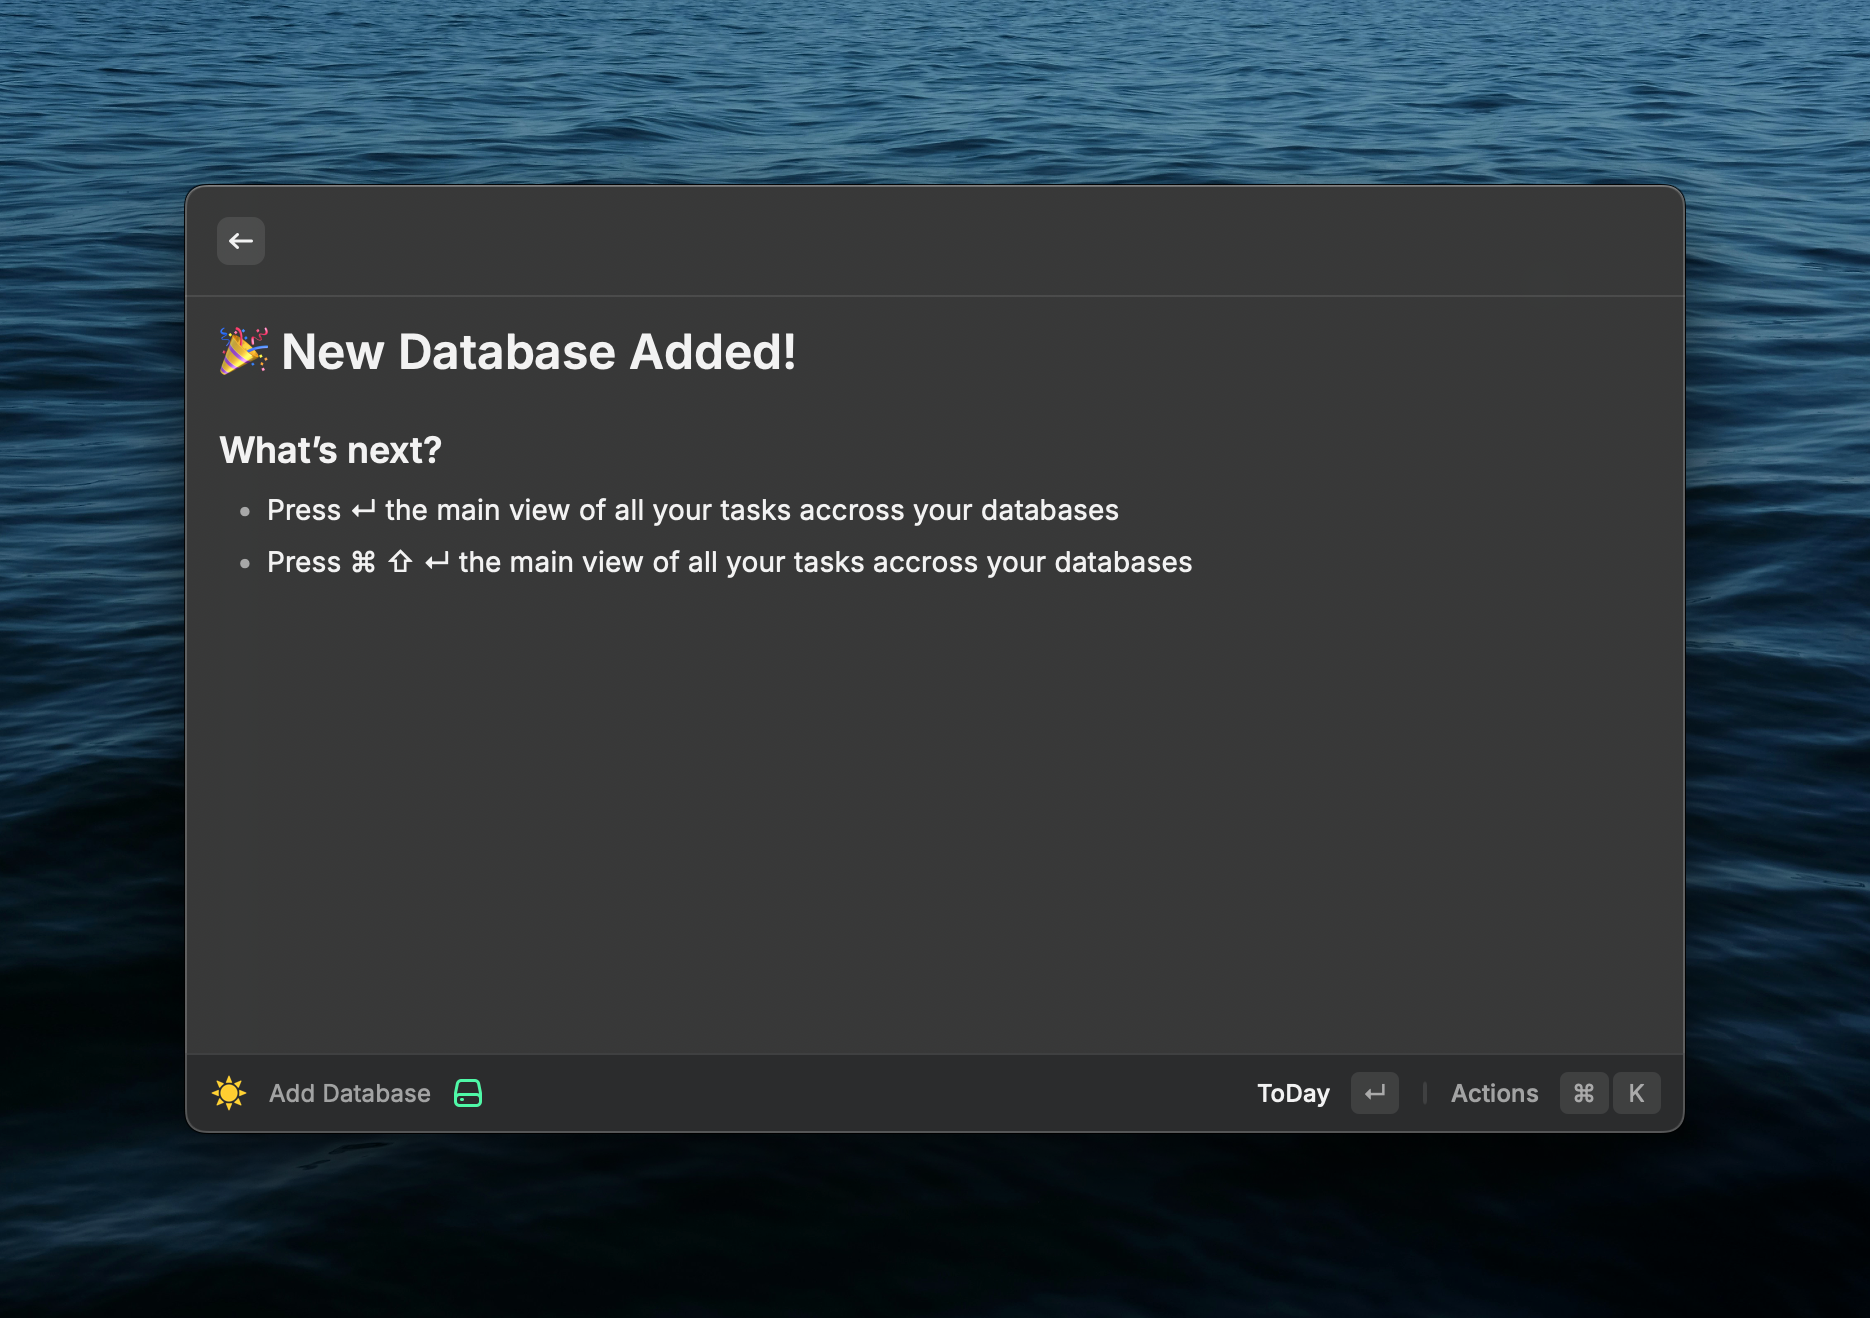 🎉 New Database Added!
What’s next?
• Press ↵ the main view of all your tasks accross your databases
• Press ⌘ ⇧ ↵ the main view of all your tasks accross your databases
Add Database
ToDay ↵ | Actions ⌘ K